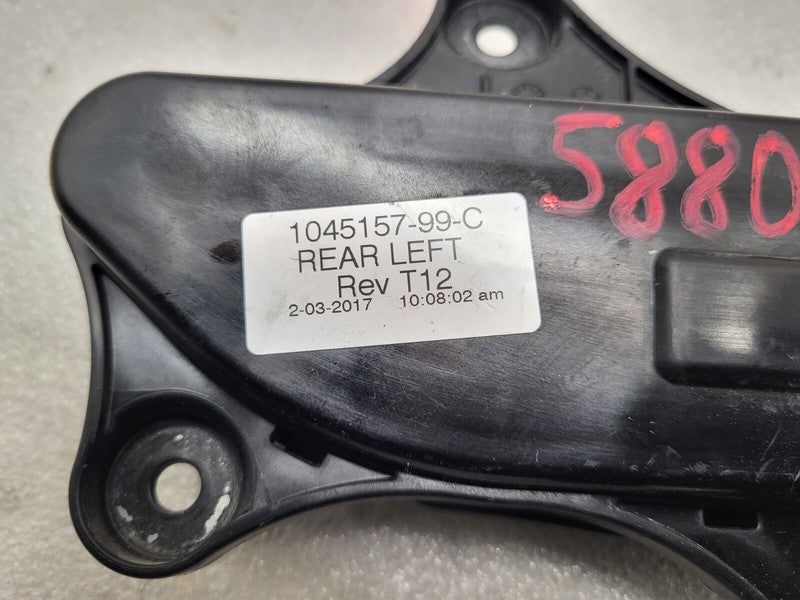 5880
1045157-99-C
REAR LEFT
Rev T12
2-03-2017 10:08:02 am